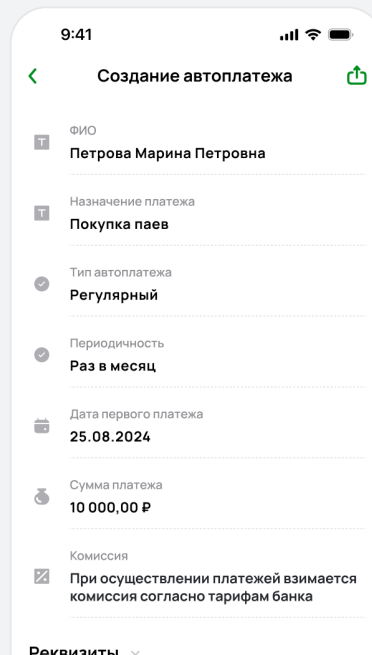 9:41
Создание автоплатежа
ФИО
Петрова Марина Петровна
Назначение платежа
Покупка паев
Тип автоплатежа
Регулярный
Периодичность
Раз в месяц
Дата первого платежа
25.08.2024
Сумма платежа
10 000,00 ₽
Комиссия
При осуществлении платежей взимается
комиссия согласно тарифам банка
Реквизиты